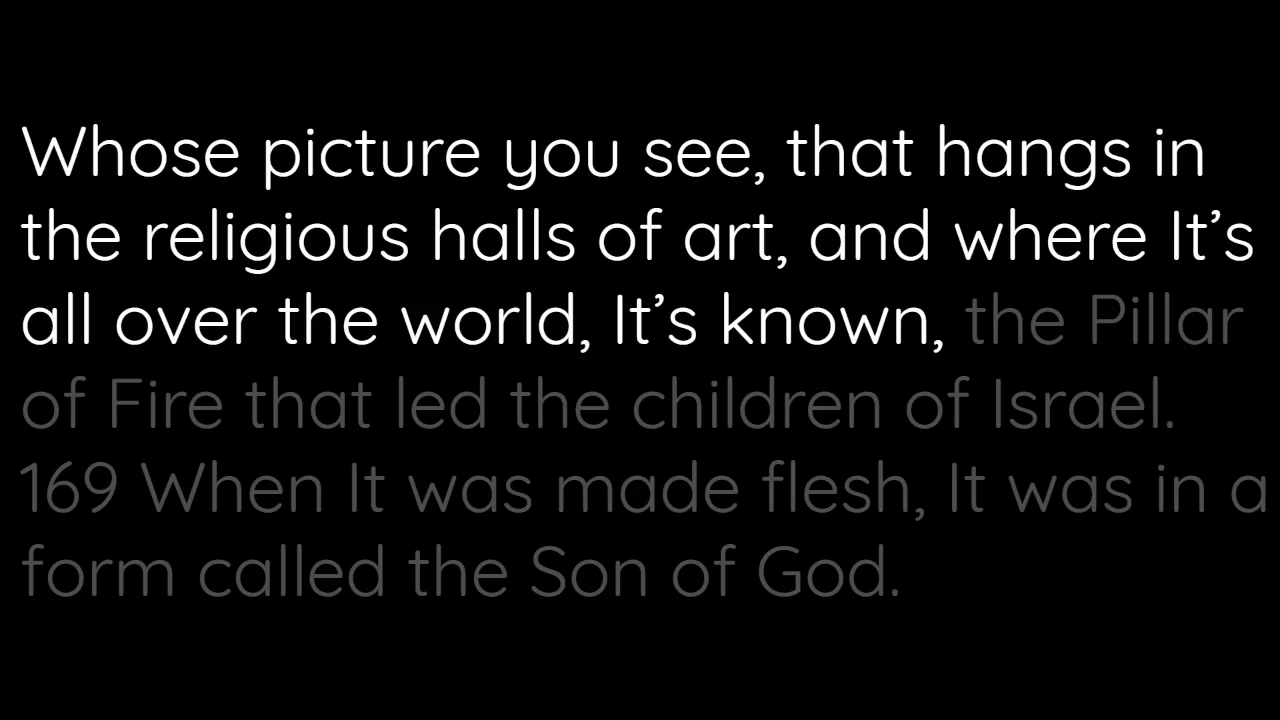 Whose picture you see, that hangs in
the religious halls of art, and where It’s
all over the world, It’s known, the Pillar
of Fire that led the children of Israel.
169 When It was made flesh, It was in a
form called the Son of God.